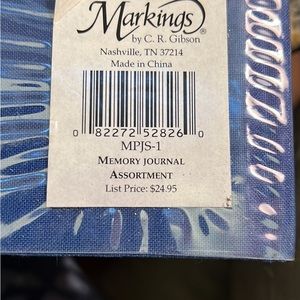 Markings®
by C. R. Gibson
Nashville, TN 37214
Made in China
0 82272 52826 0
MPJS-1
MEMORY JOURNAL
ASSORTMENT
List Price: $24.95